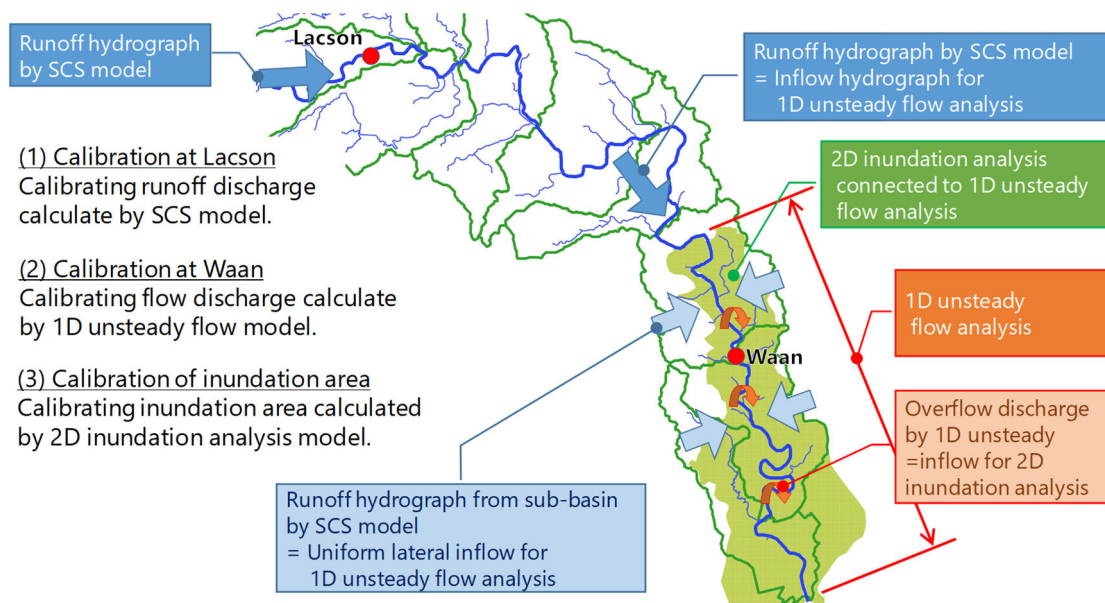 Runoff hydrograph
by SCS model
Lacson
Runoff hydrograph by SCS model
= Inflow hydrograph for
1D unsteady flow analysis
(1) Calibration at Lacson
Calibrating runoff discharge
calculate by SCS model.
2D inundation analysis
connected to 1D unsteady
flow analysis
(2) Calibration at Waan
Calibrating flow discharge calculate
by 1D unsteady flow model.
1D unsteady
flow analysis
Waan
(3) Calibration of inundation area
Calibrating inundation area calculated
by 2D inundation analysis model.
Overflow discharge
by 1D unsteady
=inflow for 2D
inundation analysis
Runoff hydrograph from sub-basin
by SCS model
= Uniform lateral inflow for
1D unsteady flow analysis